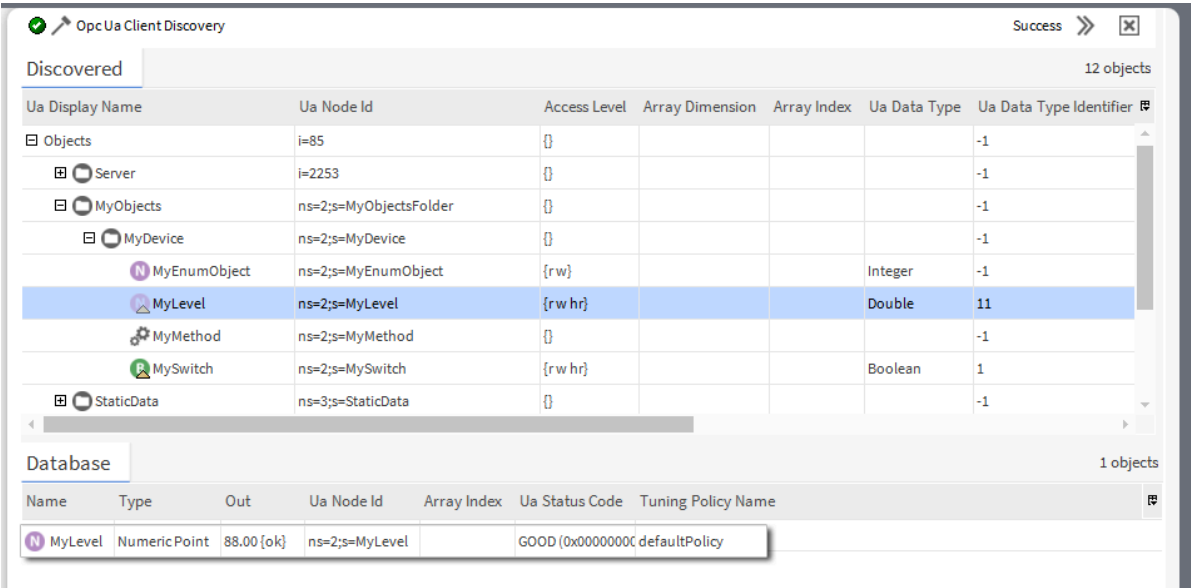 Opc Ua Client Discovery Success
Discovered 12 objects
Ua Display Name Ua Node Id Access Level Array Dimension Array Index Ua Data Type Ua Data Type Identifier
Objects i=85 {} -1
Server i=2253 {} -1
MyObjects ns=2;s=MyObjectsFolder {} -1
MyDevice ns=2;s=MyDevice {} -1
N MyEnumObject ns=2;s=MyEnumObject {r w} Integer -1
N MyLevel ns=2;s=MyLevel {r w hr} Double 11
MyMethod ns=2;s=MyMethod {} -1
B MySwitch ns=2;s=MySwitch {r w hr} Boolean 1
StaticData ns=3;s=StaticData {} -1
Database 1 objects
Name Type Out Ua Node Id Array Index Ua Status Code Tuning Policy Name
N MyLevel Numeric Point 88.00 {ok} ns=2;s=MyLevel GOOD (0x00000000 defaultPolicy